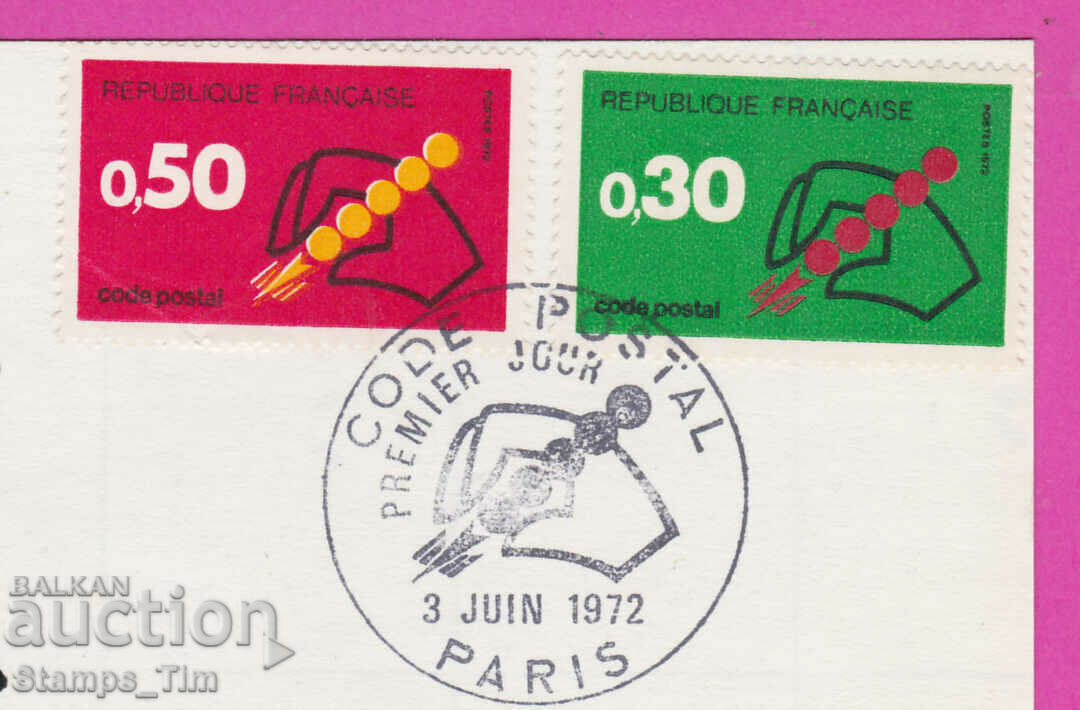 REPUBLIQUE FRANÇAISE
POSTES 1972
0,50
code postal
REPUBLIQUE FRANÇAISE
POSTES 1972
0,30
code postal
CODE POSTAL
PREMIER JOUR
3 JUIN 1972
PARIS
BALKAN
auction
Stamps_Tim